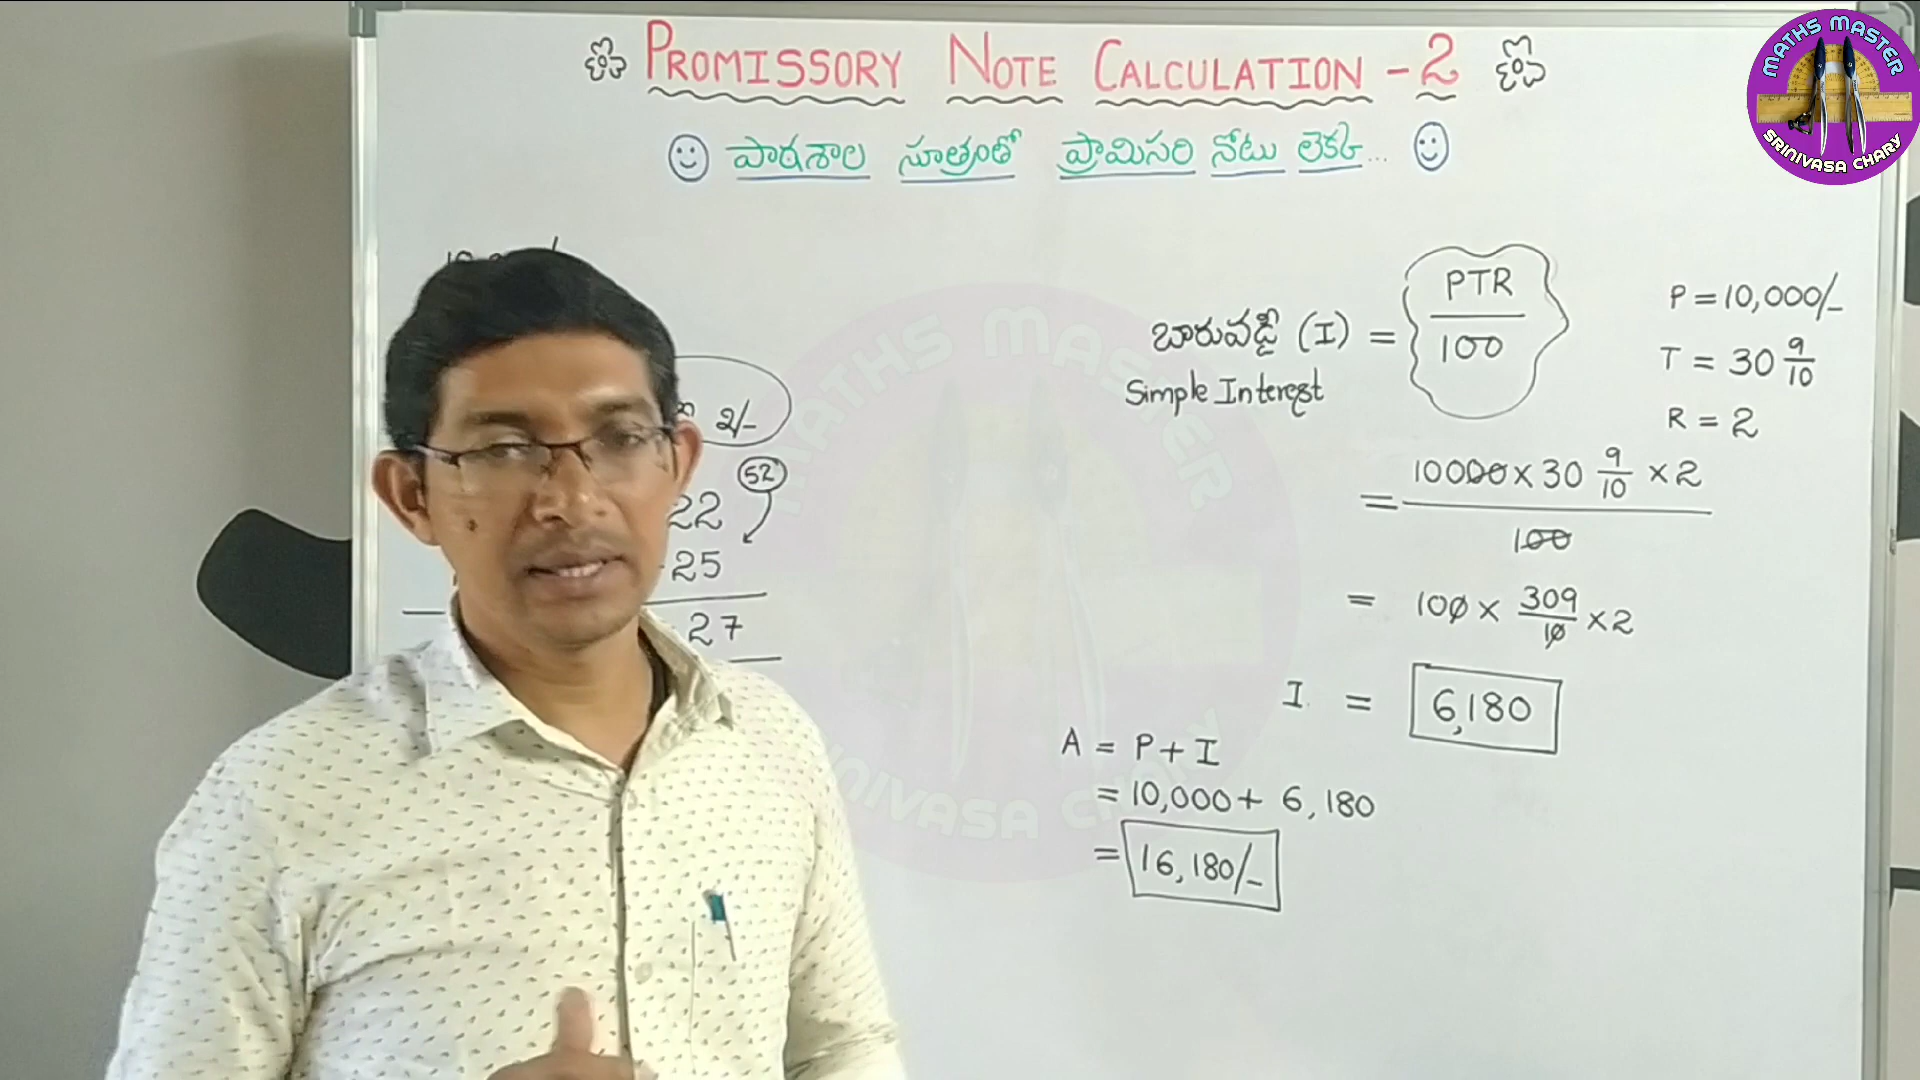 PROMISSORY NOTE CALCULATION - 2
పాఠశాల సూత్రంతో ప్రామిసరి నోటు లెక్క...
MATHS MASTER
SRINIVASA CHARY
2/-
52
22
25
27
బారువడ్డీ (I) = PTR / 100
Simple Interest
P = 10,000/-
T = 30 9/10
R = 2
= 10000 x 30 9/10 x 2
100
= 100 x 309/10 x 2
I = 6,180
A = P + I
= 10,000 + 6,180
= 16,180/-
MATHS MASTER